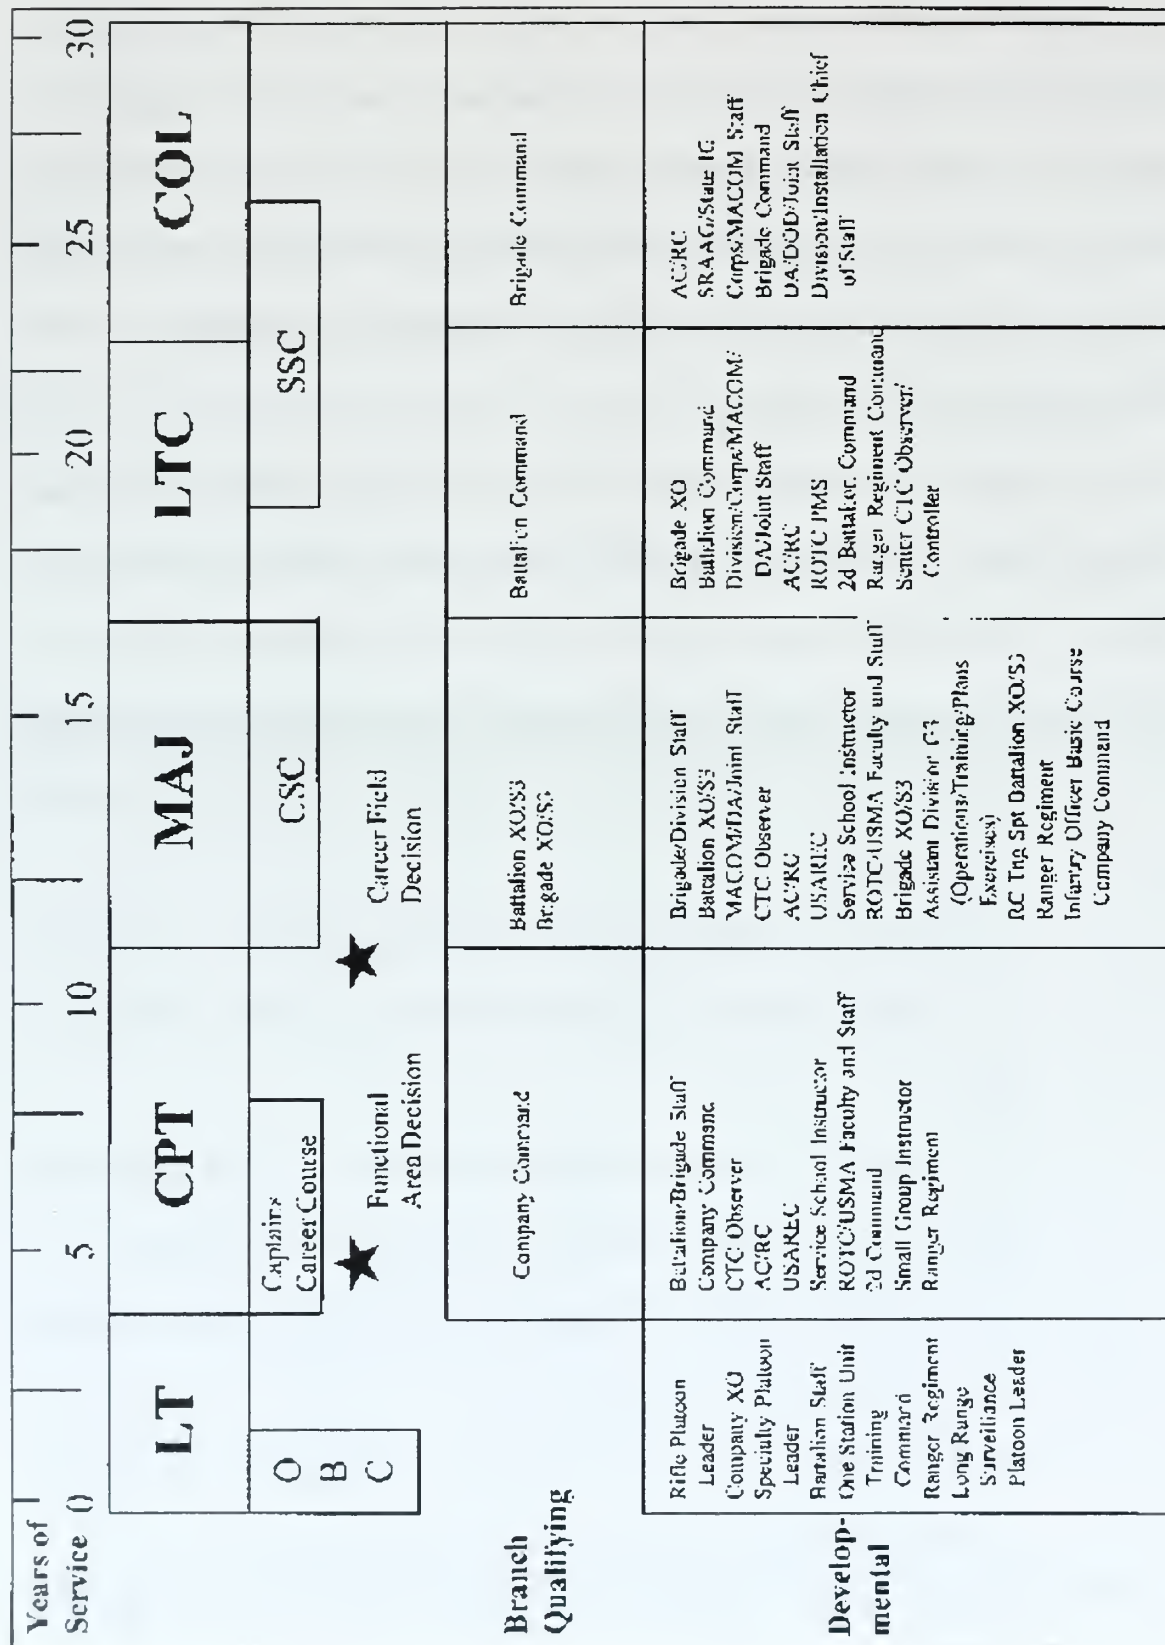 Years of
Service 0 5 10 15 20 25 30
LT CPT MAJ LTC COL
O
B
C
Captains
Career Course
CSC
SSC
Functional
Area Decision
Career Field
Decision
Branch
Qualifying
Company Command
Battalion XO/S3
Brigade XO/S3
Battalion Command
Brigade Command
Develop-
mental
Rifle Platoon
Leader
Company XO
Specialty Platoon
Leader
Battalion Staff
One Station Unit
Training
Command
Ranger Regiment
Long Range
Surveillance
Platoon Leader
Battalion/Brigade Staff
Company Command
CTC Observer
AC/RC
USAREC
Service School Instructor
ROTC/USMA Faculty and Staff
2d Command
Small Group Instructor
Ranger Regiment
Brigade/Division Staff
Battalion XO/S3
MACOM/DA/Joint Staff
CTC Observer
AC/RC
USAREC
Service School Instructor
ROTC/USMA Faculty and Staff
Brigade XO/S3
Assistant Division G3
(Operations/Training/Plans
Exercises)
RC Tng Spt Battalion XO/S3
Ranger Regiment
Infantry Officer Basic Course
Company Command
Brigade XO
Battalion Command
Division/Corps/MACOM/
DA/Joint Staff
AC/RC
ROTC PMS
2d Battalion Command
Ranger Regiment Command
Senior CTC Observer/
Controller
AC/RC
SRAAG/State IG
Corps/MACOM Staff
Brigade Command
DA/DOD/Joint Staff
Division/Installation Chief
of Staff